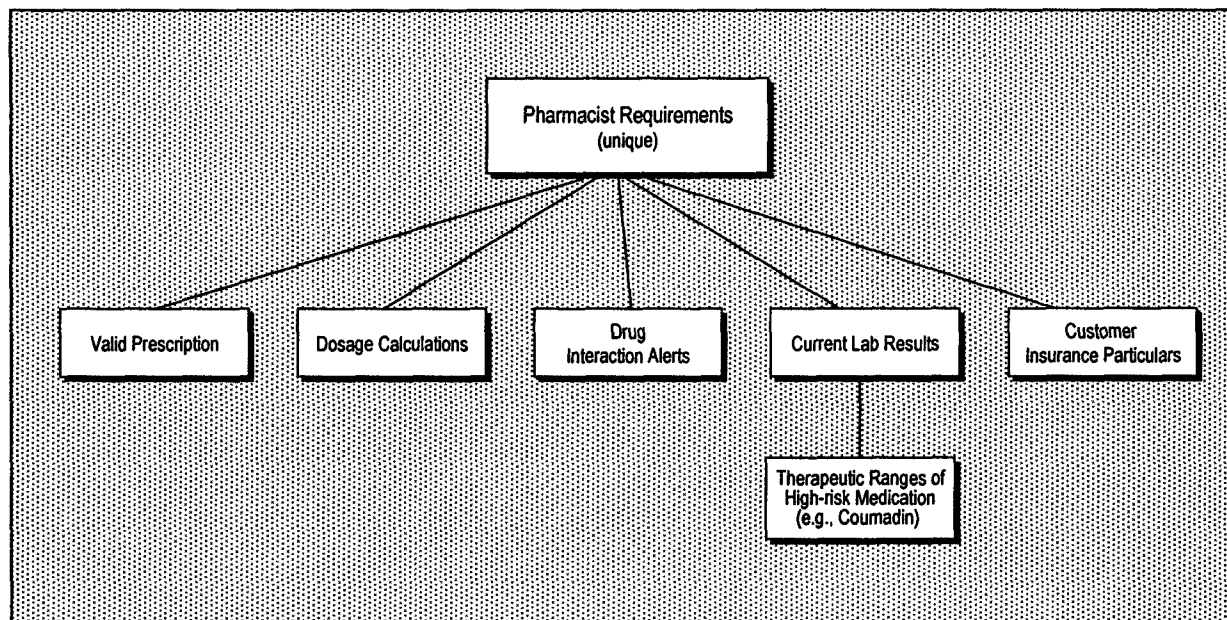 Pharmacist Requirements
(unique)
Valid Prescription
Dosage Calculations
Drug
Interaction Alerts
Current Lab Results
Customer
Insurance Particulars
Therapeutic Ranges of
High-risk Medication
(e.g., Coumadin)